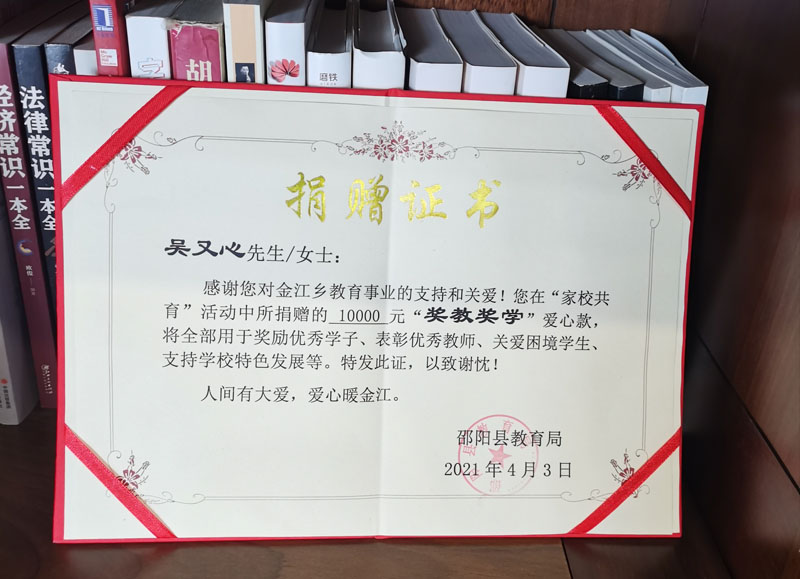 捐赠证书
吴又心先生/女士：
感谢您对金江乡教育事业的支持和关爱！您在“家校共
育”活动中所捐赠的 10000 元“奖教奖学”爱心款，
将全部用于奖励优秀学子、表彰优秀教师、关爱困境学生、
支持学校特色发展等。特发此证，以致谢忱！
人间有大爱，爱心暖金江。
邵阳县教育局
2021年4月3日
经济常识一本全
法律常识一本全
胡
磨铁